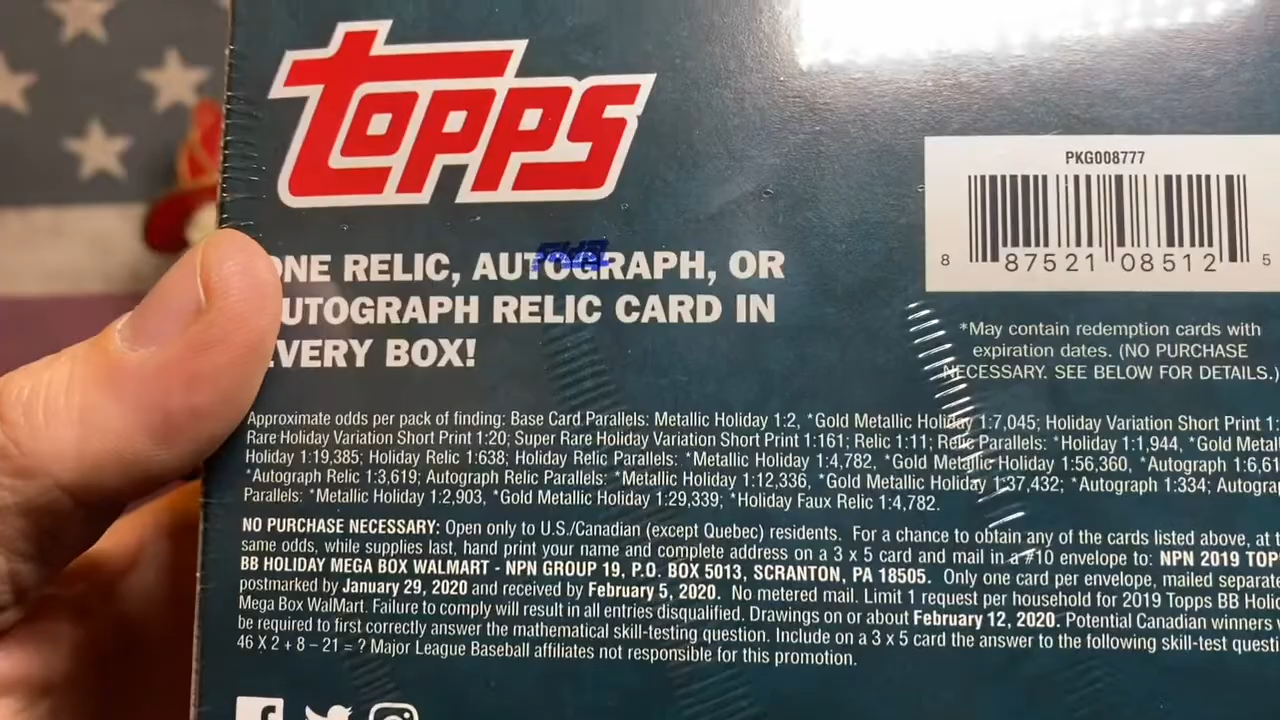 TOPPS
PKG008777
8 87521 08512 5
NE RELIC, AUTOGRAPH, OR
UTOGRAPH RELIC CARD IN
VERY BOX!
*May contain redemption cards with
expiration dates. (NO PURCHASE
NECESSARY. SEE BELOW FOR DETAILS.)
Approximate odds per pack of finding: Base Card Parallels: Metallic Holiday 1:2, *Gold Metallic Holiday 1:7,045; Holiday Variation Short Print 1:
Rare Holiday Variation Short Print 1:20; Super Rare Holiday Variation Short Print 1:161; Relic 1:11; Relic Parallels: *Holiday 1:1,944, *Gold Metal
Holiday 1:19,385; Holiday Relic 1:638; Holiday Relic Parallels: *Metallic Holiday 1:4,782, *Gold Metallic Holiday 1:56,360, *Autograph 1:6,61
*Autograph Relic 1:3,619; Autograph Relic Parallels: *Metallic Holiday 1:12,336, *Gold Metallic Holiday 1:37,432; *Autograph 1:334; Autogra
Parallels: *Metallic Holiday 1:2,903, *Gold Metallic Holiday 1:29,339; *Holiday Faux Relic 1:4,782.
NO PURCHASE NECESSARY: Open only to U.S./Canadian (except Quebec) residents. For a chance to obtain any of the cards listed above, at t
same odds, while supplies last, hand print your name and complete address on a 3 x 5 card and mail in a #10 envelope to: NPN 2019 TOP
BB HOLIDAY MEGA BOX WALMART - NPN GROUP 19, P.O. BOX 5013, SCRANTON, PA 18505. Only one card per envelope, mailed separate
postmarked by January 29, 2020 and received by February 5, 2020. No metered mail. Limit 1 request per household for 2019 Topps BB Holid
Mega Box WalMart. Failure to comply will result in all entries disqualified. Drawings on or about February 12, 2020. Potential Canadian winners
be required to first correctly answer the mathematical skill-testing question. Include on a 3 x 5 card the answer to the following skill-test questi
46 X 2 + 8 – 21 = ? Major League Baseball affiliates not responsible for this promotion.